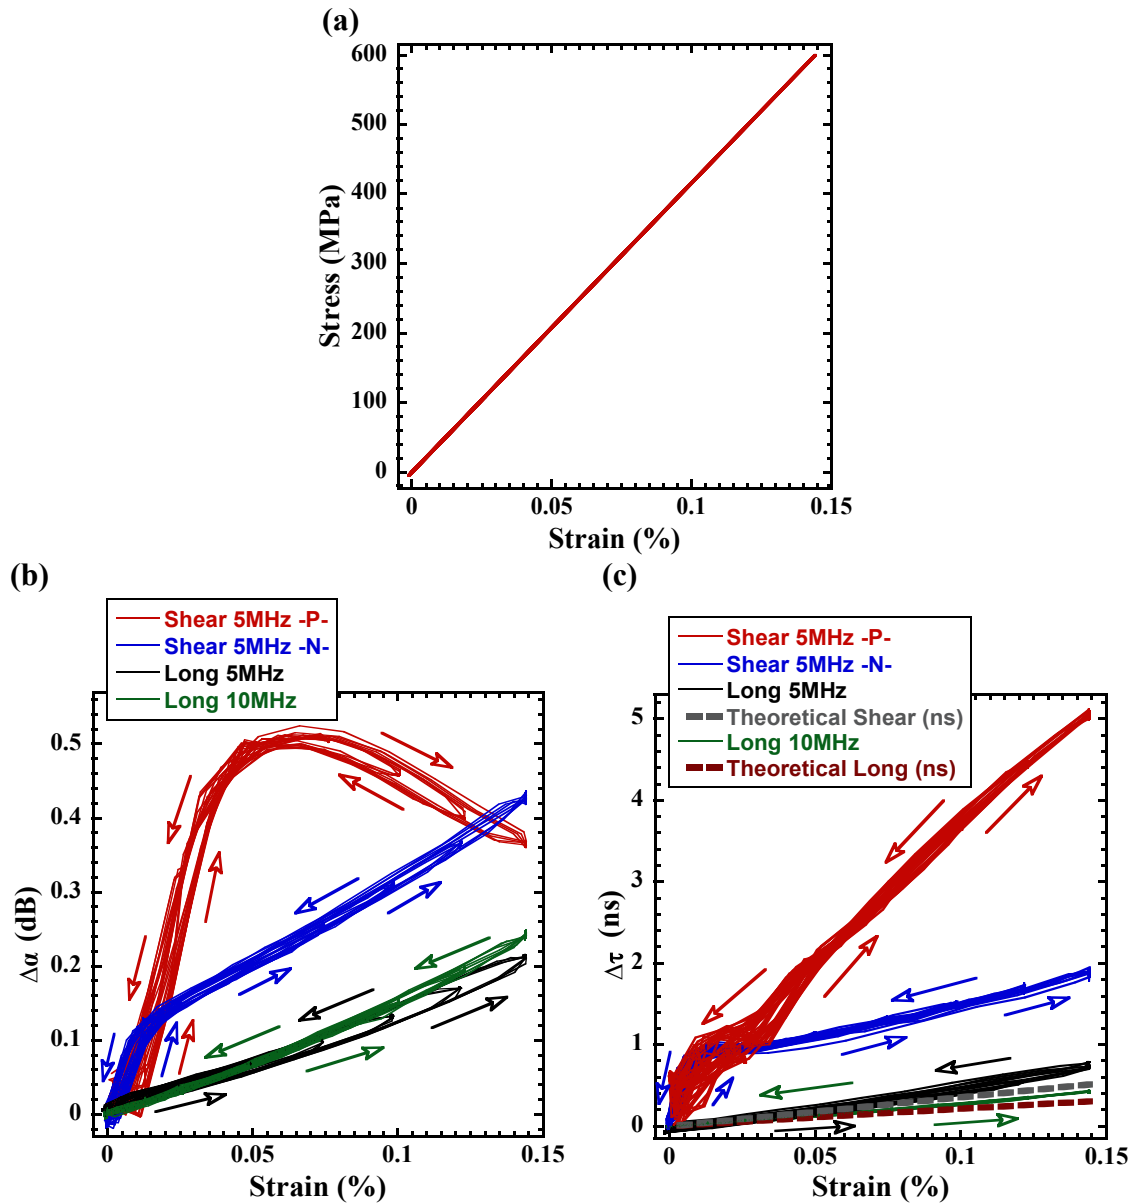 (a)
600
500
400
300
200
100
0
Stress (MPa)
0 0.05 0.1 0.15
Strain (%)
(b)
Shear 5MHz -P-
Shear 5MHz -N-
Long 5MHz
Long 10MHz
0.5
0.4
0.3
0.2
0.1
0
Δα (dB)
0 0.05 0.1 0.15
Strain (%)
(c)
Shear 5MHz -P-
Shear 5MHz -N-
Long 5MHz
Theoretical Shear (ns)
Long 10MHz
Theoretical Long (ns)
5
4
3
2
1
0
Δτ (ns)
0 0.05 0.1 0.15
Strain (%)